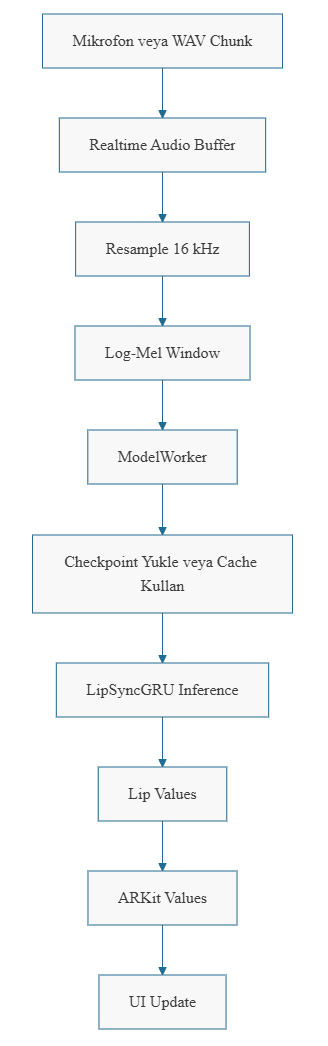 Mikrofon veya WAV Chunk
Realtime Audio Buffer
Resample 16 kHz
Log-Mel Window
ModelWorker
Checkpoint Yukle veya Cache
Kullan
LipSyncGRU Inference
Lip Values
ARKit Values
UI Update